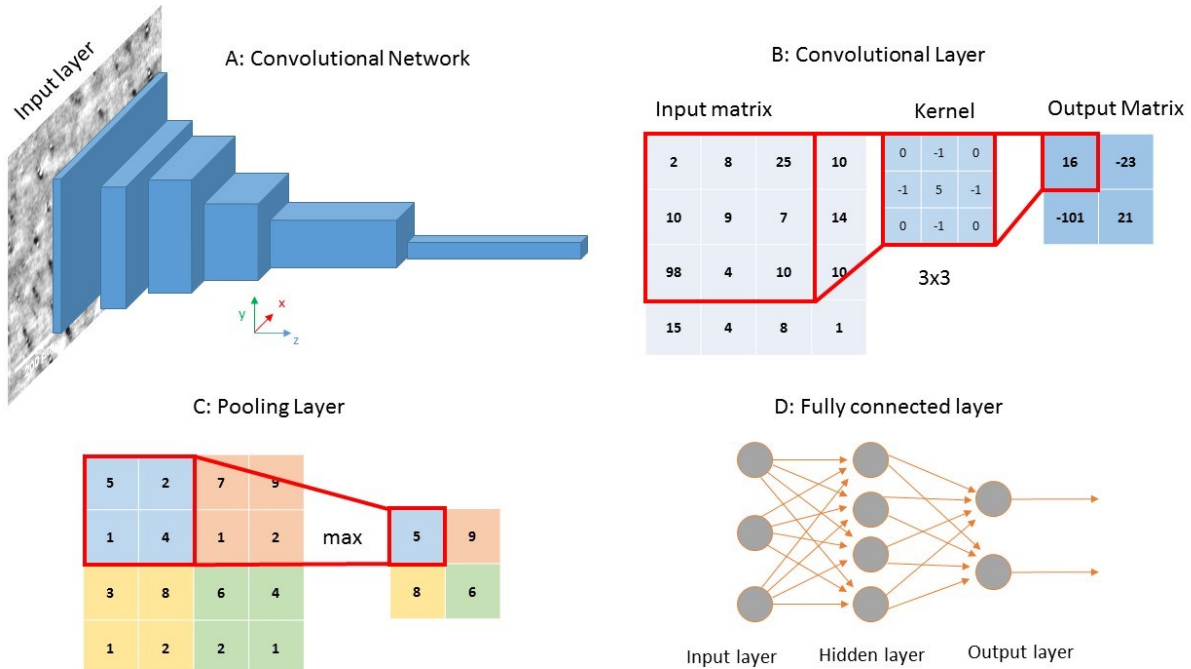 A: Convolutional Network
Input layer
y
x
z
B: Convolutional Layer
Input matrix
Kernel
Output Matrix
2 8 25 10
10 9 7 14
98 4 10 10
15 4 8 1
0 -1 0
-1 5 -1
0 -1 0
3x3
16 -23
-101 21
C: Pooling Layer
5 2 7 9
1 4 1 2
3 8 6 4
1 2 2 1
max
5 9
8 6
D: Fully connected layer
Input layer
Hidden layer
Output layer